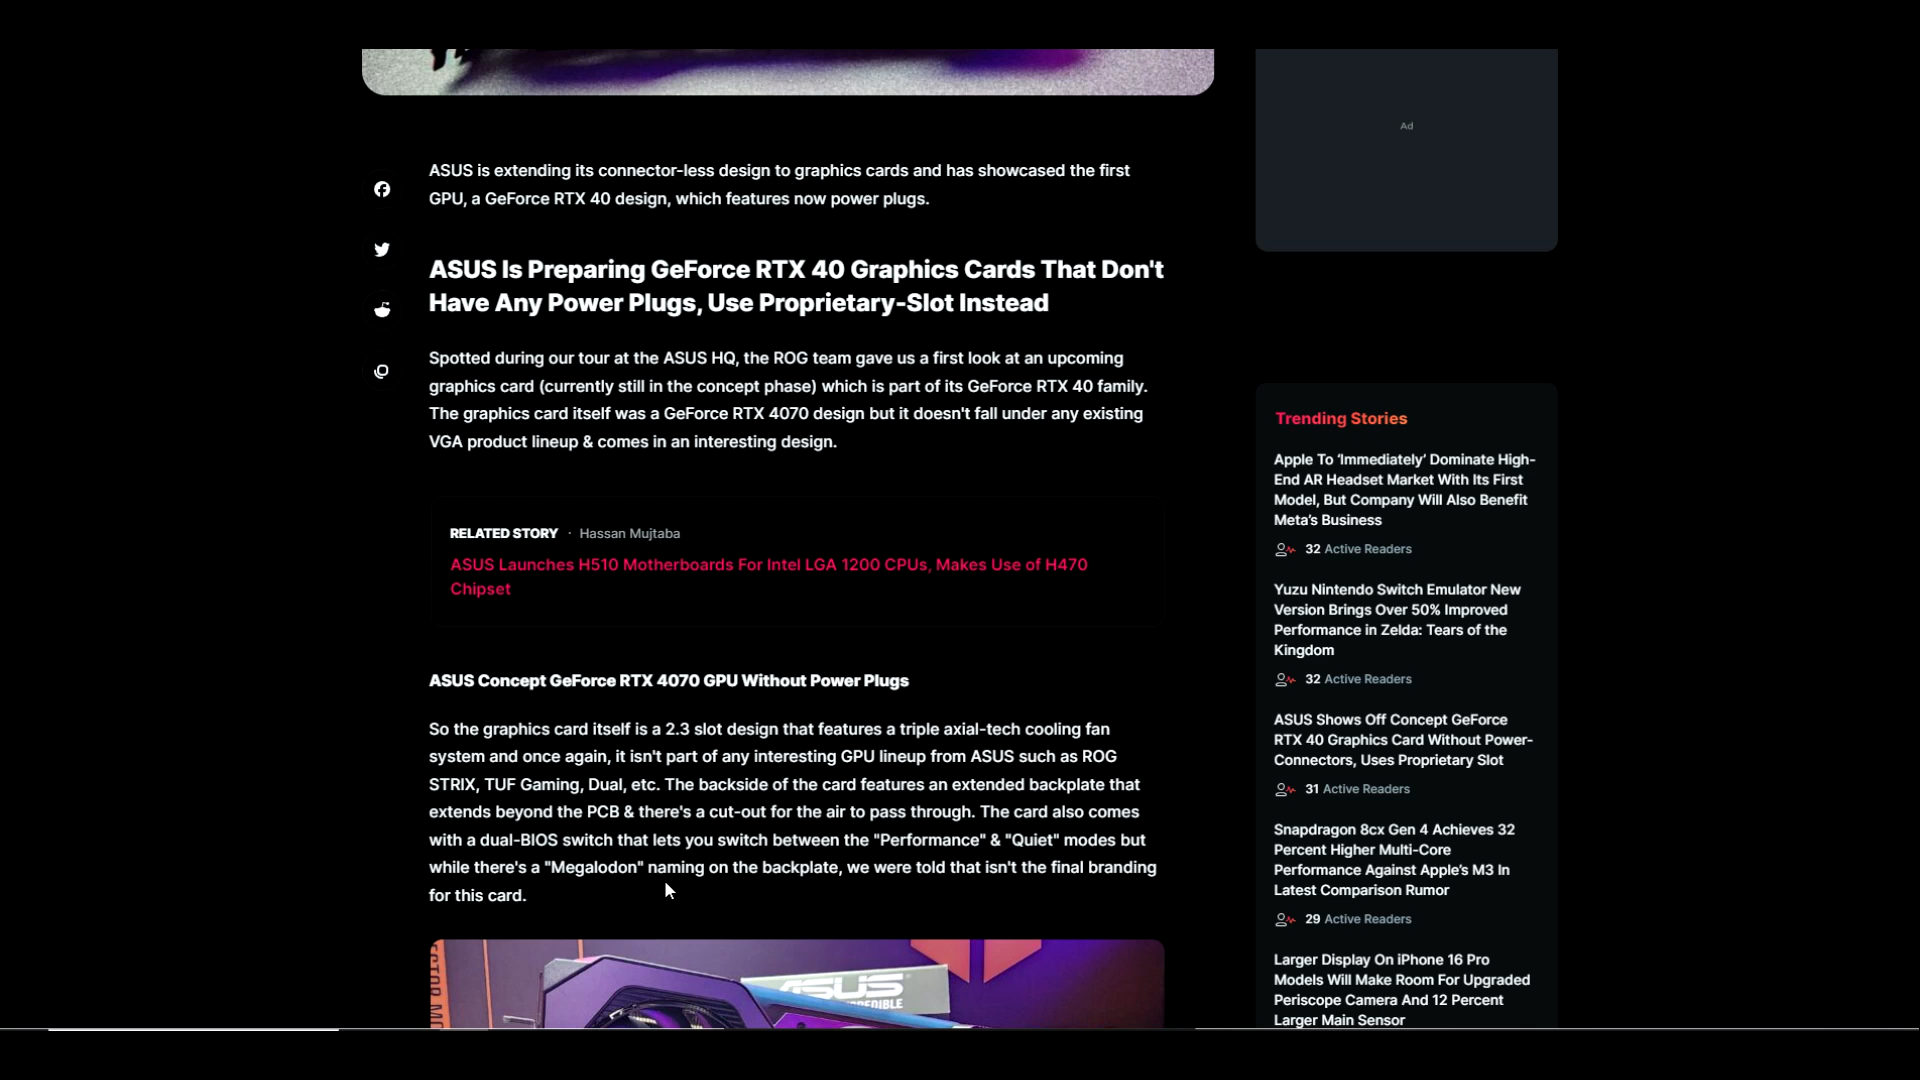 Ad
ASUS is extending its connector-less design to graphics cards and has showcased the first
GPU, a GeForce RTX 40 design, which features now power plugs.
ASUS Is Preparing GeForce RTX 40 Graphics Cards That Don't
Have Any Power Plugs, Use Proprietary-Slot Instead
Spotted during our tour at the ASUS HQ, the ROG team gave us a first look at an upcoming
graphics card (currently still in the concept phase) which is part of its GeForce RTX 40 family.
The graphics card itself was a GeForce RTX 4070 design but it doesn't fall under any existing
VGA product lineup & comes in an interesting design.
RELATED STORY · Hassan Mujtaba
ASUS Launches H510 Motherboards For Intel LGA 1200 CPUs, Makes Use of H470
Chipset
ASUS Concept GeForce RTX 4070 GPU Without Power Plugs
So the graphics card itself is a 2.3 slot design that features a triple axial-tech cooling fan
system and once again, it isn't part of any interesting GPU lineup from ASUS such as ROG
STRIX, TUF Gaming, Dual, etc. The backside of the card features an extended backplate that
extends beyond the PCB & there's a cut-out for the air to pass through. The card also comes
with a dual-BIOS switch that lets you switch between the "Performance" & "Quiet" modes but
while there's a "Megalodon" naming on the backplate, we were told that isn't the final branding
for this card.
ASUS
Trending Stories
Apple To ‘Immediately’ Dominate High-
End AR Headset Market With Its First
Model, But Company Will Also Benefit
Meta’s Business
32 Active Readers
Yuzu Nintendo Switch Emulator New
Version Brings Over 50% Improved
Performance in Zelda: Tears of the
Kingdom
32 Active Readers
ASUS Shows Off Concept GeForce
RTX 40 Graphics Card Without Power-
Connectors, Uses Proprietary Slot
31 Active Readers
Snapdragon 8cx Gen 4 Achieves 32
Percent Higher Multi-Core
Performance Against Apple’s M3 In
Latest Comparison Rumor
29 Active Readers
Larger Display On iPhone 16 Pro
Models Will Make Room For Upgraded
Periscope Camera And 12 Percent
Larger Main Sensor